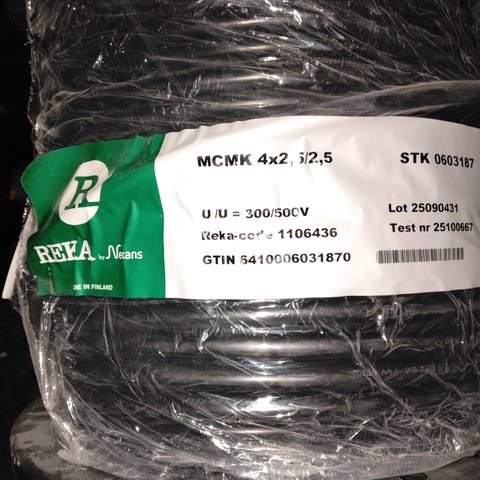 MCMK 4x2,5/2,5
STK 0603187
U /U = 300/500V
Lot 25090431
Reka-code 1106436
Test nr 25100667
GTIN 6410006031870
R
REKA by Nexans
DE IN FINLAND